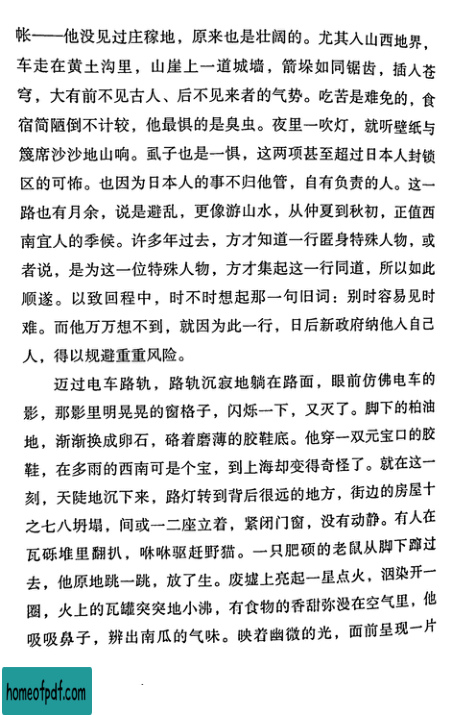 帐——他没见过庄稼地，原来也是壮阔的。尤其入山西地界，
车走在黄土沟里，山崖上一道城墙，箭垛如同锯齿，插入苍
穹，大有前不见古人、后不见来者的气势。吃苦是难免的，食
宿简陋倒不计较，他最惧的是臭虫。夜里一吹灯，就听壁纸与
篾席沙沙地山响。虱子也是一惧，这两项甚至超过日本人封锁
区的可怖。也因为日本人的事不归他管，自有负责的人。这一
路也有月余，说是避乱，更像游山水，从仲夏到秋初，正值西
南宜人的季候。许多年过去，方才知道一行匿身特殊人物，或
者说，是为这一位特殊人物，方才集起这一行同道，所以如此
顺遂。以致回程中，时不时想起那一句旧词：别时容易见时
难。而他万万想不到，就因为此一行，日后新政府纳他入自己
人，得以规避重重风险。
迈过电车路轨，路轨沉寂地躺在路面，眼前仿佛电车的
影，那影里明晃晃的窗格子，闪烁一下，又灭了。脚下的柏油
地，渐渐换成卵石，硌着磨薄的胶鞋底。他穿一双元宝口的胶
鞋，在多雨的西南可是个宝，到上海却变得奇怪了。就在这一
刻，天陡地沉下来，路灯转到背后很远的地方，街边的房屋十
之七八坍塌，间或一二座立着，紧闭门窗，没有动静。有人在
瓦砾堆里翻扒，咻咻驱赶野猫。一只肥硕的老鼠从脚下蹿过
去，他原地跳一跳，放了生。废墟上亮起一星点火，洇染开一
圈，火上的瓦罐突突地小沸，有食物的香甜弥漫在空气里，他
吸吸鼻子，辨出南瓜的气味。映着幽微的光，面前呈现一片
homeofpdf.com